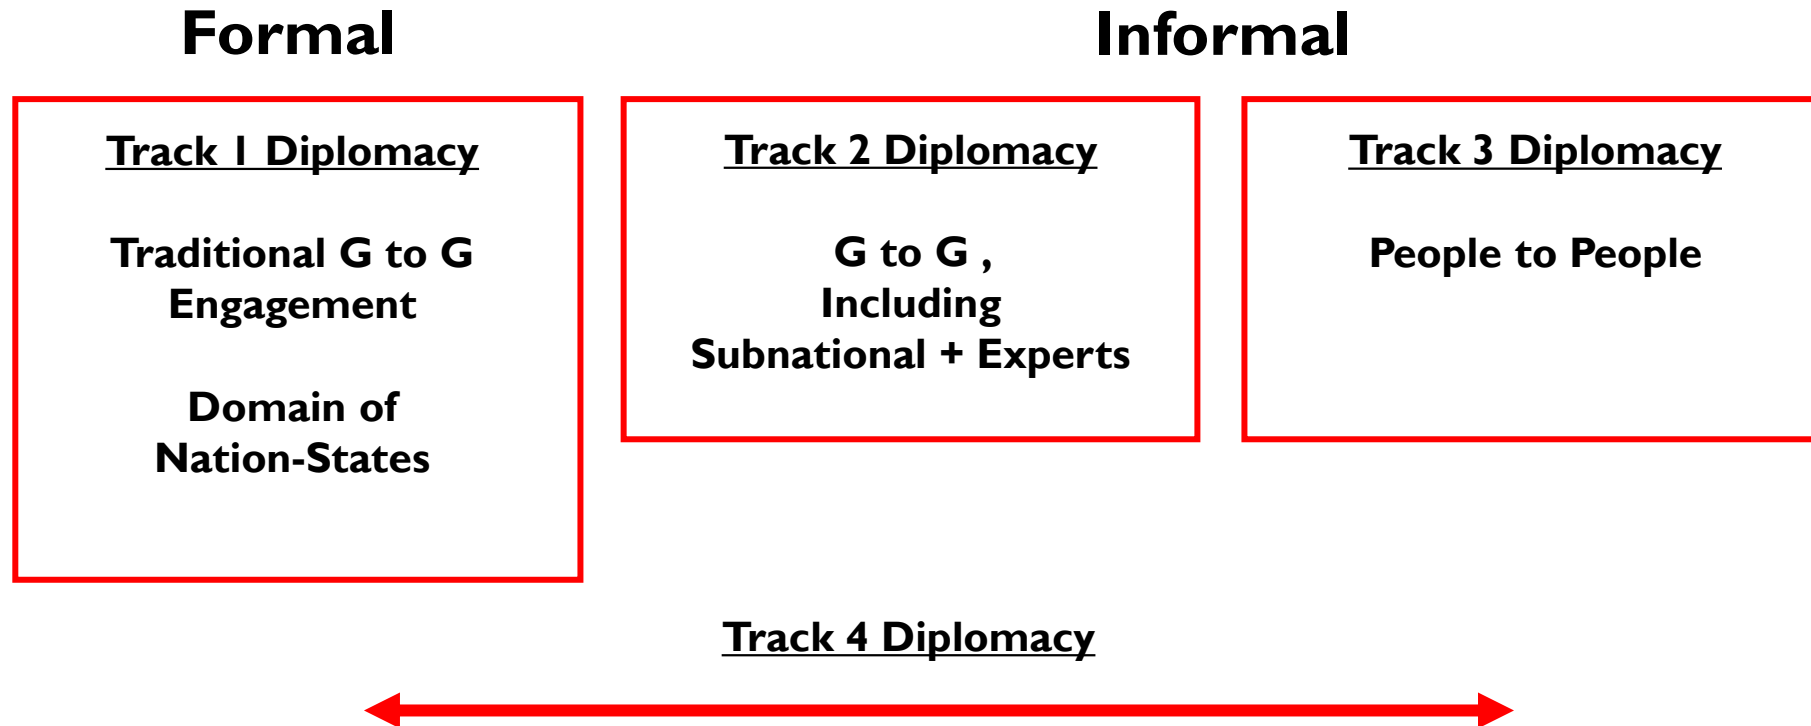 Formal
Informal
Track 1 Diplomacy
Traditional G to G
Engagement
Domain of
Nation-States
Track 2 Diplomacy
G to G ,
Including
Subnational + Experts
Track 3 Diplomacy
People to People
Track 4 Diplomacy